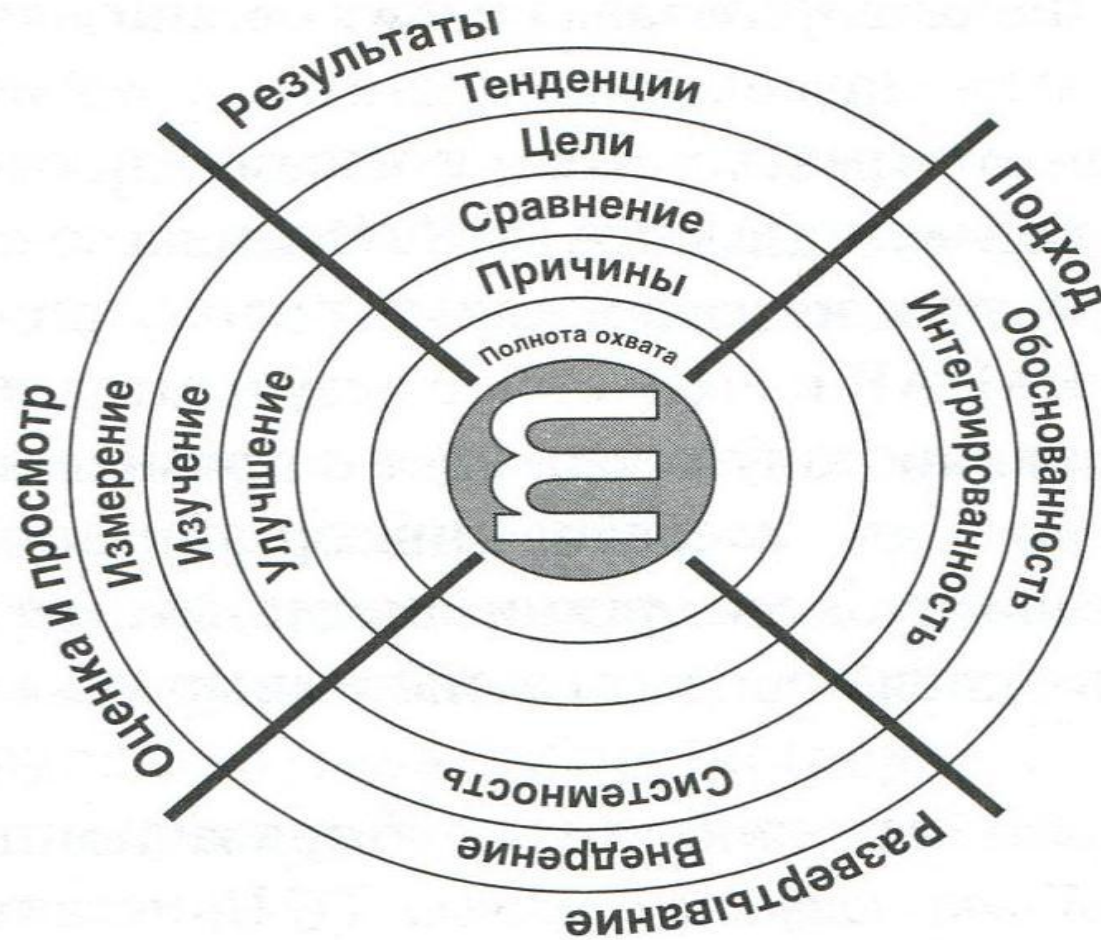 Результаты
Тенденции
Цели
Сравнение
Причины
Полнота охвата
Подход
Обоснованность
Интегрированность
Развертывание
Внедрение
Системность
Оценка и просмотр
Измерение
Изучение
Улучшение